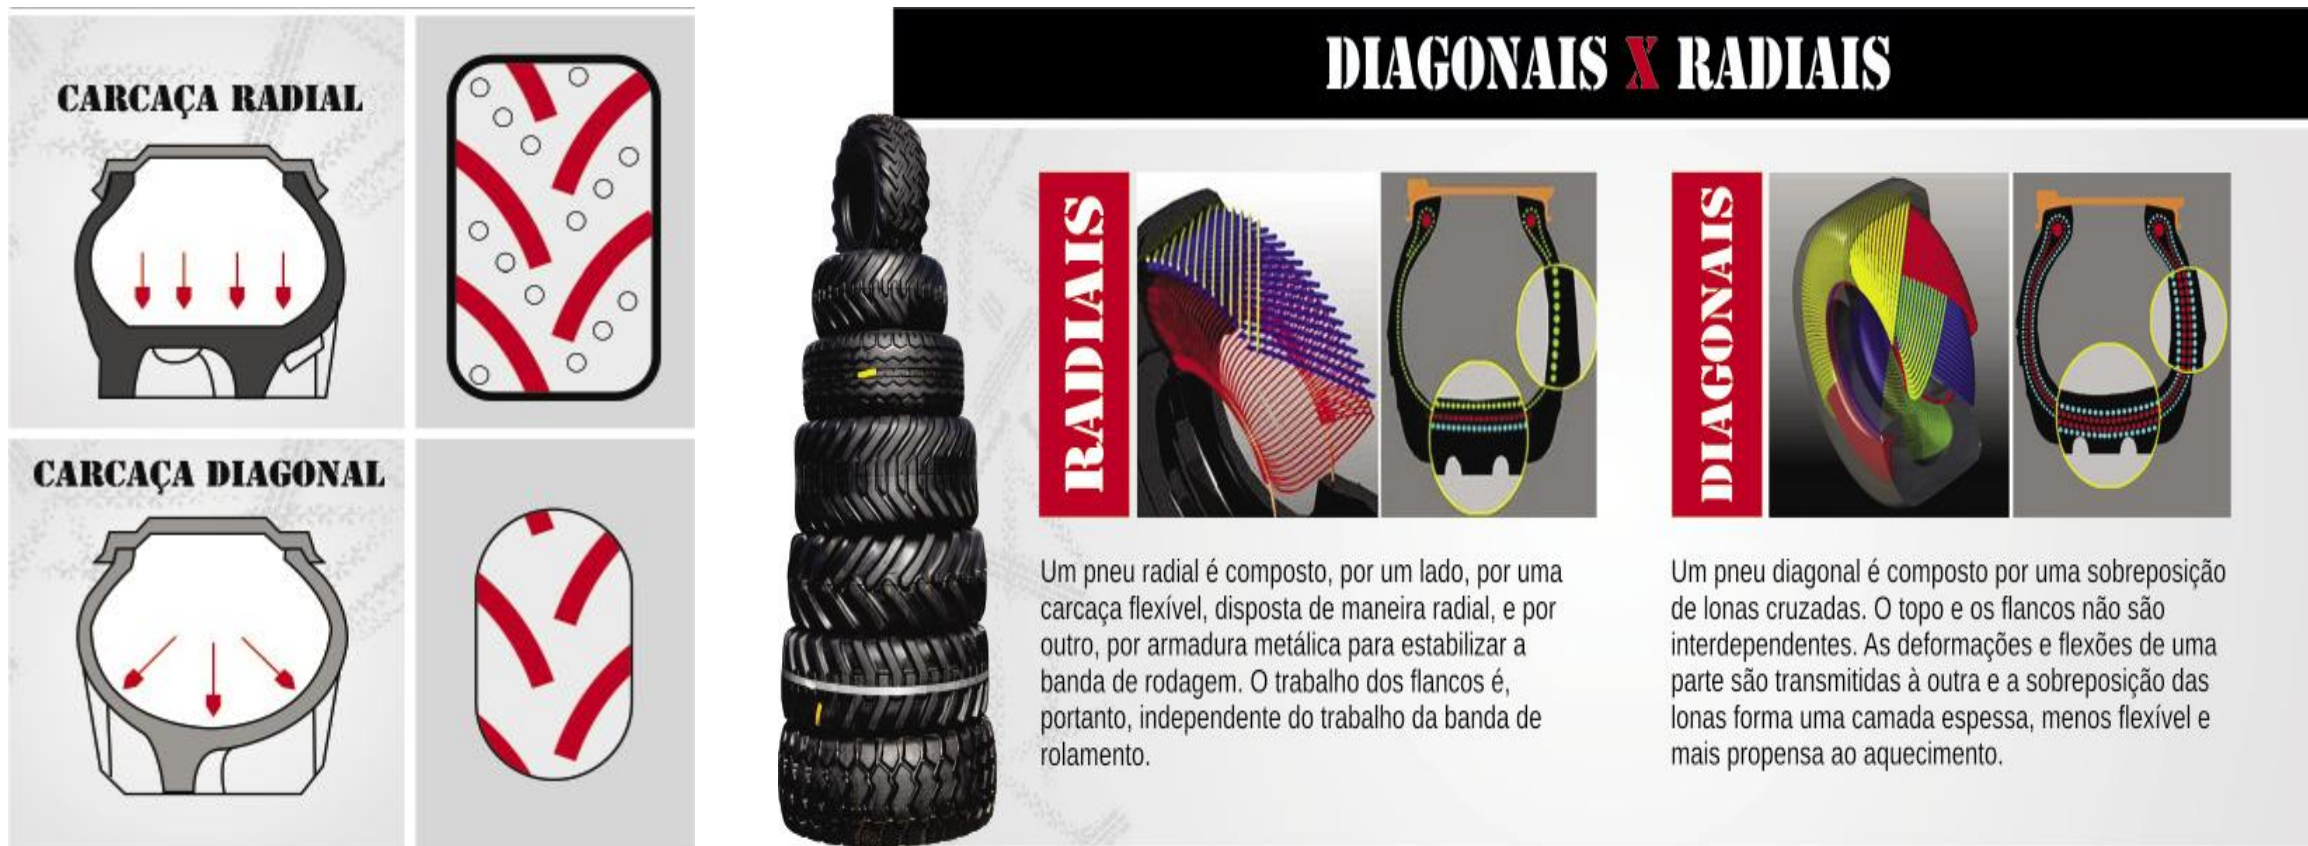 CARCAÇA RADIAL
CARCAÇA DIAGONAL
DIAGONAIS X RADIAIS
RADIAIS
Um pneu radial é composto, por um lado, por uma
carcaça flexível, disposta de maneira radial, e por
outro, por armadura metálica para estabilizar a
banda de rodagem. O trabalho dos flancos é,
portanto, independente do trabalho da banda de
rolamento.
DIAGONAIS
Um pneu diagonal é composto por uma sobreposição
de lonas cruzadas. O topo e os flancos não são
interdependentes. As deformações e flexões de uma
parte são transmitidas à outra e a sobreposição das
lonas forma uma camada espessa, menos flexível e
mais propensa ao aquecimento.